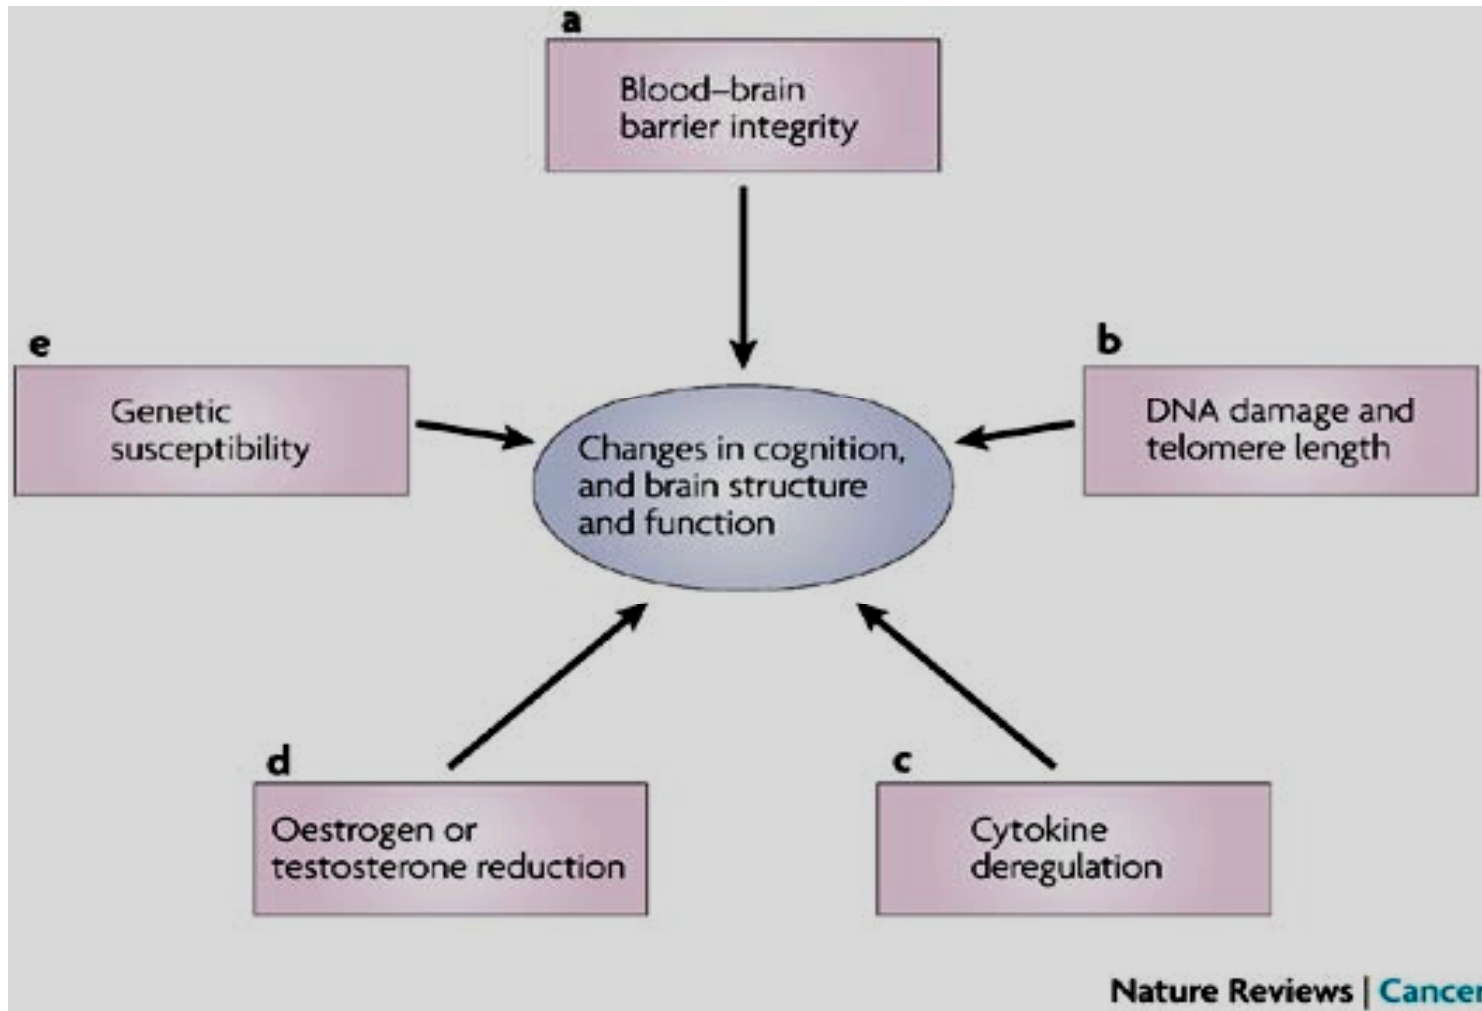 a
Blood–brain
barrier integrity
e
Genetic
susceptibility
b
DNA damage and
telomere length
Changes in cognition,
and brain structure
and function
d
Oestrogen or
testosterone reduction
c
Cytokine
deregulation
Nature Reviews | Cancer